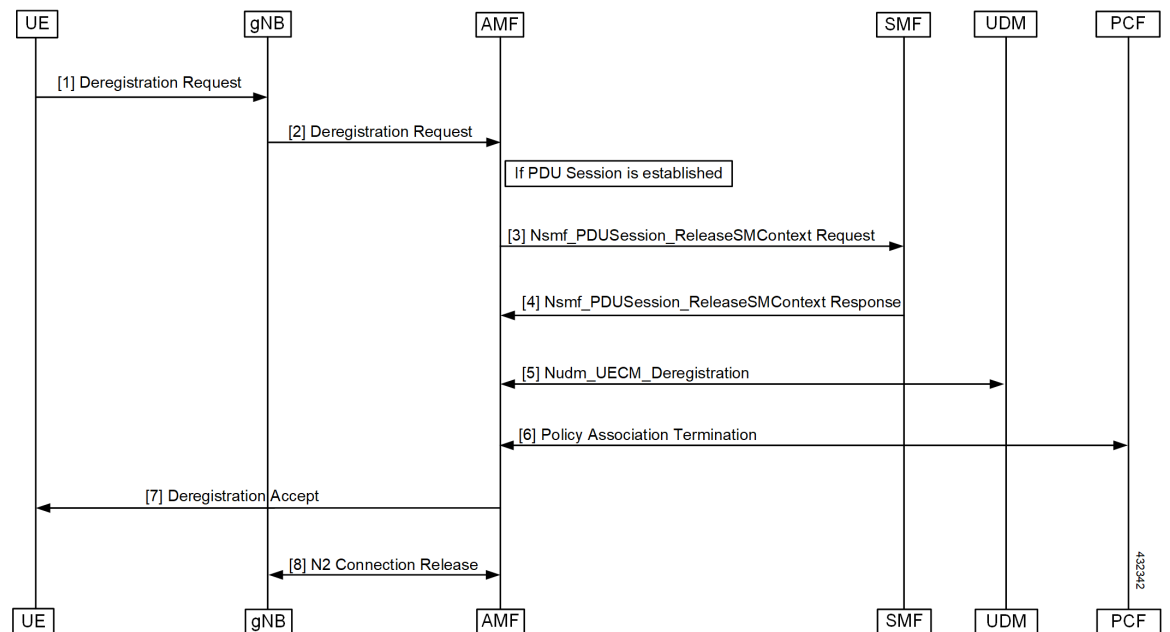 UE gNB AMF SMF UDM PCF
[1] Deregistration Request
[2] Deregistration Request
If PDU Session is established
[3] Nsmf_PDUSession_ReleaseSMContext Request
[4] Nsmf_PDUSession_ReleaseSMContext Response
[5] Nudm_UECM_Deregistration
[6] Policy Association Termination
[7] Deregistration Accept
[8] N2 Connection Release
432342
UE gNB AMF SMF UDM PCF